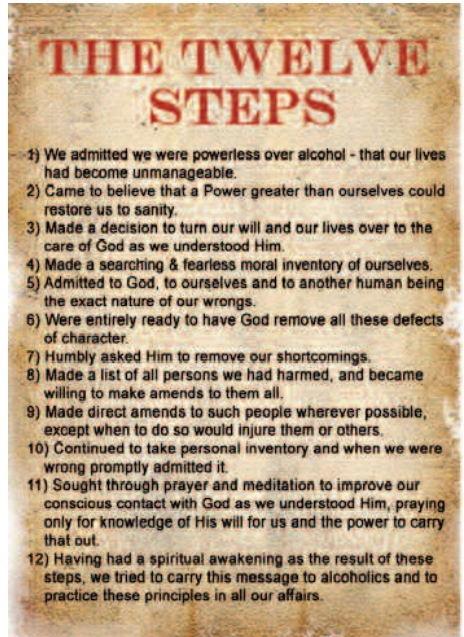 THE TWELVE
STEPS
1) We admitted we were powerless over alcohol - that our lives
had become unmanageable.
2) Came to believe that a Power greater than ourselves could
restore us to sanity.
3) Made a decision to turn our will and our lives over to the
care of God as we understood Him.
4) Made a searching & fearless moral inventory of ourselves.
5) Admitted to God, to ourselves and to another human being
the exact nature of our wrongs.
6) Were entirely ready to have God remove all these defects
of character.
7) Humbly asked Him to remove our shortcomings.
8) Made a list of all persons we had harmed, and became
willing to make amends to them all.
9) Made direct amends to such people wherever possible,
except when to do so would injure them or others.
10) Continued to take personal inventory and when we were
wrong promptly admitted it.
11) Sought through prayer and meditation to improve our
conscious contact with God as we understood Him, praying
only for knowledge of His will for us and the power to carry
that out.
12) Having had a spiritual awakening as the result of these
steps, we tried to carry this message to alcoholics and to
practice these principles in all our affairs.